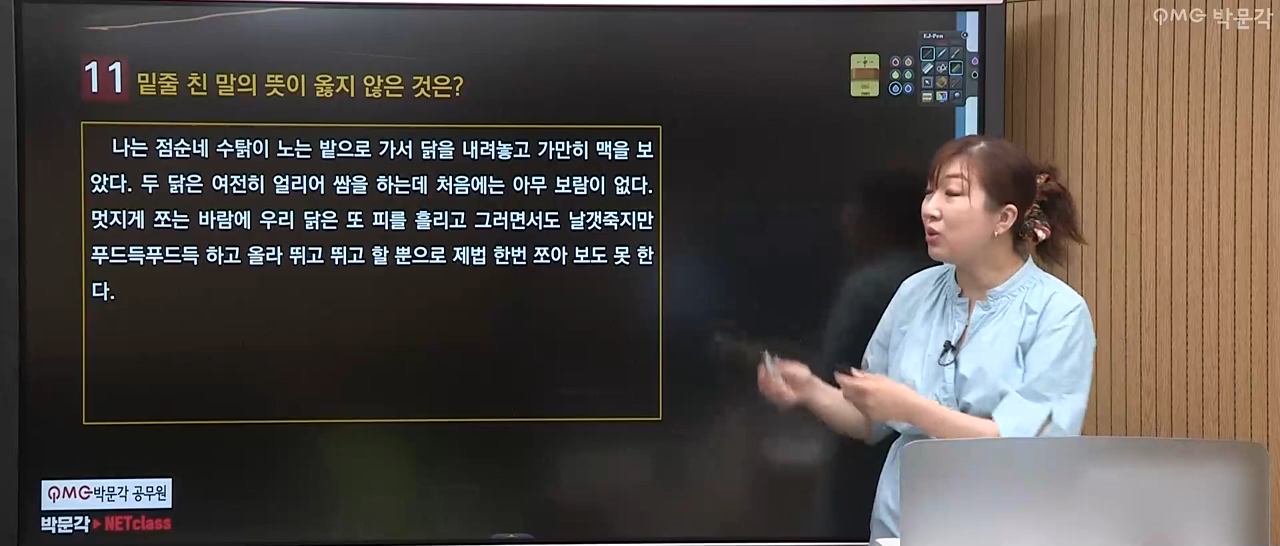 QMG 박문각
EJ-Pen
11 밑줄 친 말의 뜻이 옳지 않은 것은?
나는 점순네 수탉이 노는 밭으로 가서 닭을 내려놓고 가만히 맥을 보
았다. 두 닭은 여전히 얼리어 쌈을 하는데 처음에는 아무 보람이 없다.
멋지게 쪼는 바람에 우리 닭은 또 피를 흘리고 그러면서도 날갯죽지만
푸드득푸드득 하고 올라 뛰고 뛰고 할 뿐으로 제법 한번 쪼아 보도 못 한
다.
QMG박문각 공무원
박문각 NETclass